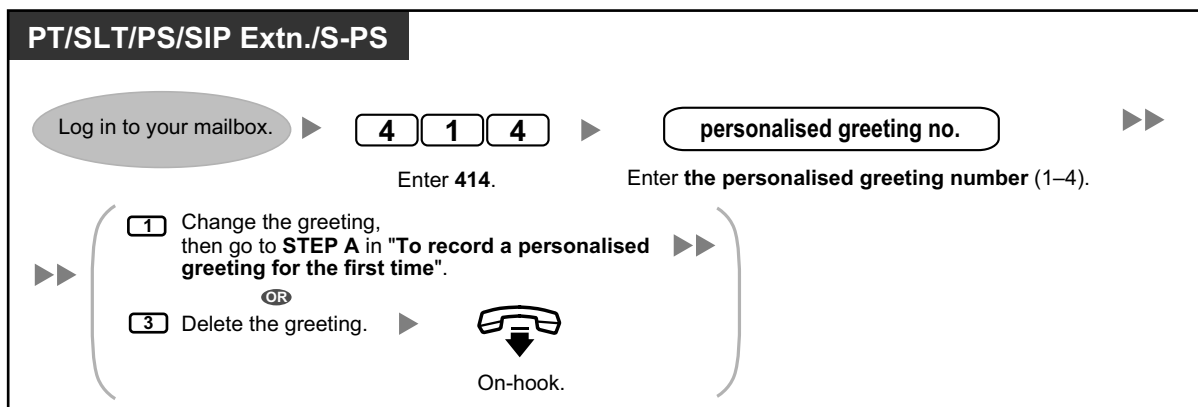 PT/SLT/PS/SIP Extn./S-PS
Log in to your mailbox.
4 1 4
personalised greeting no.
Enter 414.
Enter the personalised greeting number (1–4).
1 Change the greeting,
then go to STEP A in "To record a personalised
greeting for the first time".
OR
3 Delete the greeting.
On-hook.